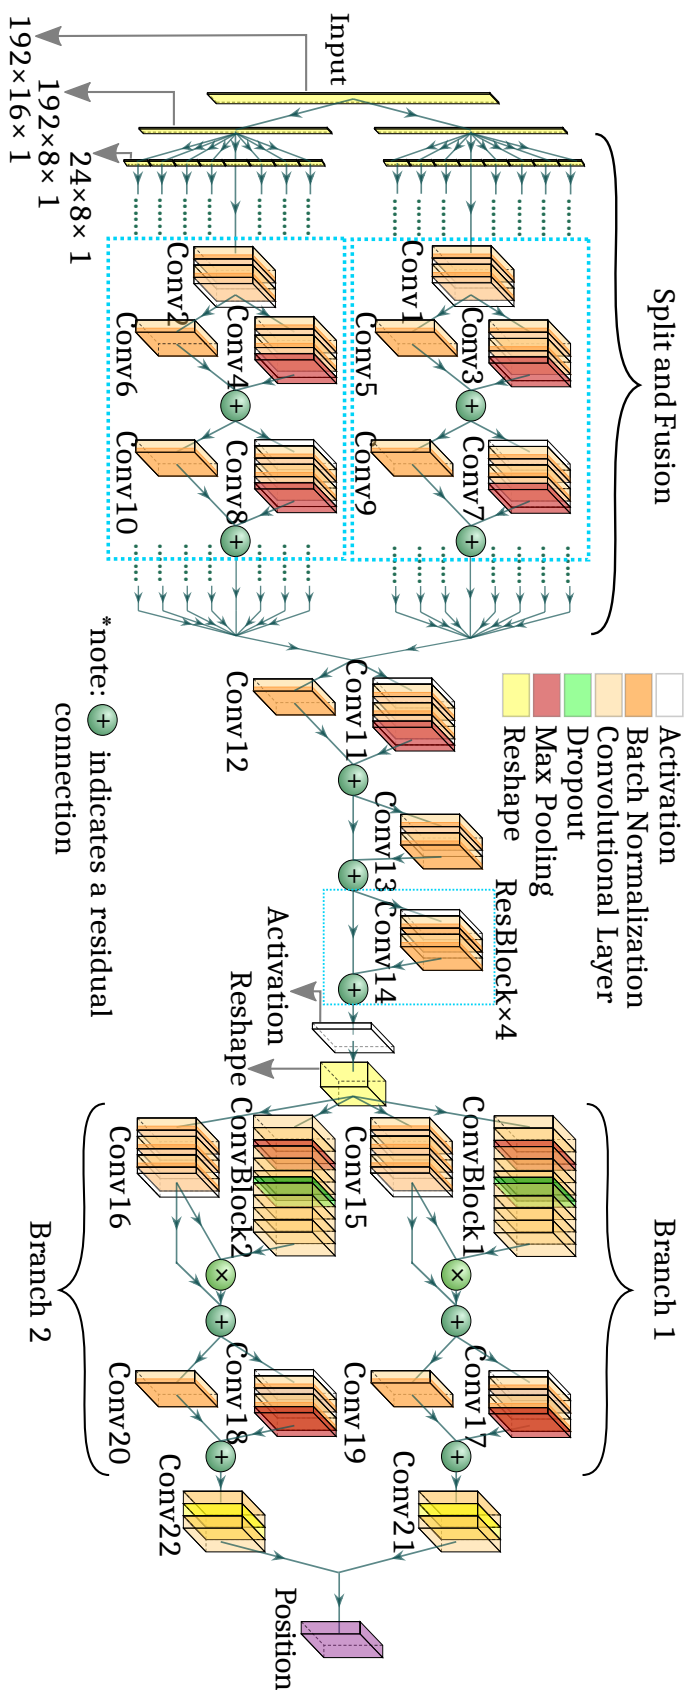 Input
192×16×1
192×8×1
24×8×1
Split and Fusion
Conv1
Conv2
Conv3
Conv4
Conv5
Conv6
Conv7
Conv8
Conv9
Conv10
Activation
Batch Normalization
Convolutional Layer
Dropout
Max Pooling
Reshape
*note: + indicates a residual
connection
Conv11
Conv12
Conv13
ResBlock×4
Conv14
Activation
Reshape
Branch 1
ConvBlock1
Conv15
ConvBlock2
Conv16
×
+
Conv17
Conv19
Conv18
Conv20
Branch 2
Conv21
Conv22
Position